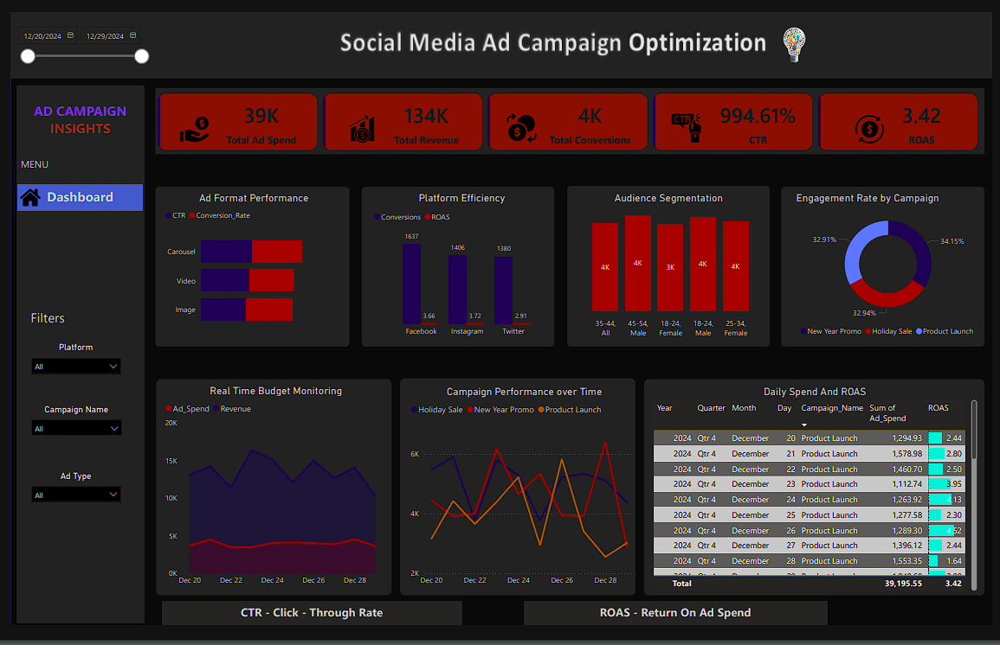 12/20/2024 12/29/2024
Social Media Ad Campaign Optimization
AD CAMPAIGN
INSIGHTS
MENU
Dashboard
Filters
Platform
All
Campaign Name
All
Ad Type
All
39K
Total Ad Spend
134K
Total Revenue
4K
Total Conversions
CTR
994.61%
CTR
3.42
ROAS
Ad Format Performance
CTR Conversion_Rate
Carousel
Video
Image
Platform Efficiency
Conversions ROAS
1637
1406
1380
3.66
3.72
2.91
Facebook Instagram Twitter
Audience Segmentation
4K
4K
3K
4K
4K
35-44, 45-54, 18-24, 18-24, 25-34,
All Male Female Male Female
Engagement Rate by Campaign
32.91%
34.15%
32.94%
New Year Promo Holiday Sale Product Launch
Real Time Budget Monitoring
Ad_Spend Revenue
20K
15K
10K
5K
0K
Dec 20 Dec 22 Dec 24 Dec 26 Dec 28
Campaign Performance over Time
Holiday Sale New Year Promo Product Launch
6K
4K
2K
Dec 20 Dec 22 Dec 24 Dec 26 Dec 28
Daily Spend And ROAS
Year Quarter Month Day Campaign_Name Sum of ROAS
Ad_Spend
2024 Qtr 4 December 20 Product Launch 1,294.93 2.44
2024 Qtr 4 December 21 Product Launch 1,578.98 2.80
2024 Qtr 4 December 22 Product Launch 1,460.70 2.50
2024 Qtr 4 December 23 Product Launch 1,112.74 3.95
2024 Qtr 4 December 24 Product Launch 1,263.92 4.13
2024 Qtr 4 December 25 Product Launch 1,277.58 2.30
2024 Qtr 4 December 26 Product Launch 1,289.30 4.52
2024 Qtr 4 December 27 Product Launch 1,396.12 2.44
2024 Qtr 4 December 28 Product Launch 1,553.35 1.64
Total 39,195.55 3.42
CTR - Click - Through Rate
ROAS - Return On Ad Spend